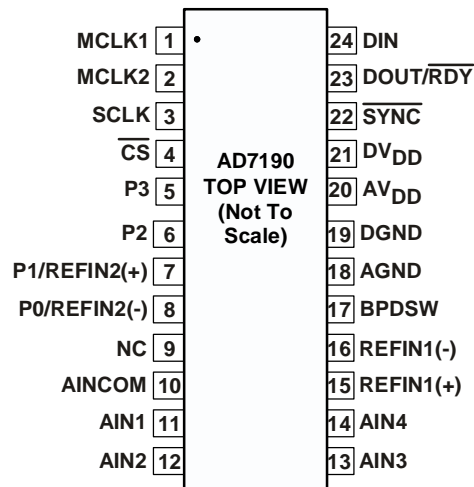 MCLK1 1 24 DIN
MCLK2 2 23 DOUT/RDY
SCLK 3 22 SYNC
CS 4 21 DVDD
P3 5 20 AVDD
P2 6 19 DGND
P1/REFIN2(+) 7 18 AGND
P0/REFIN2(-) 8 17 BPDSW
NC 9 16 REFIN1(-)
AINCOM 10 15 REFIN1(+)
AIN1 11 14 AIN4
AIN2 12 13 AIN3
AD7190
TOP VIEW
(Not To
Scale)